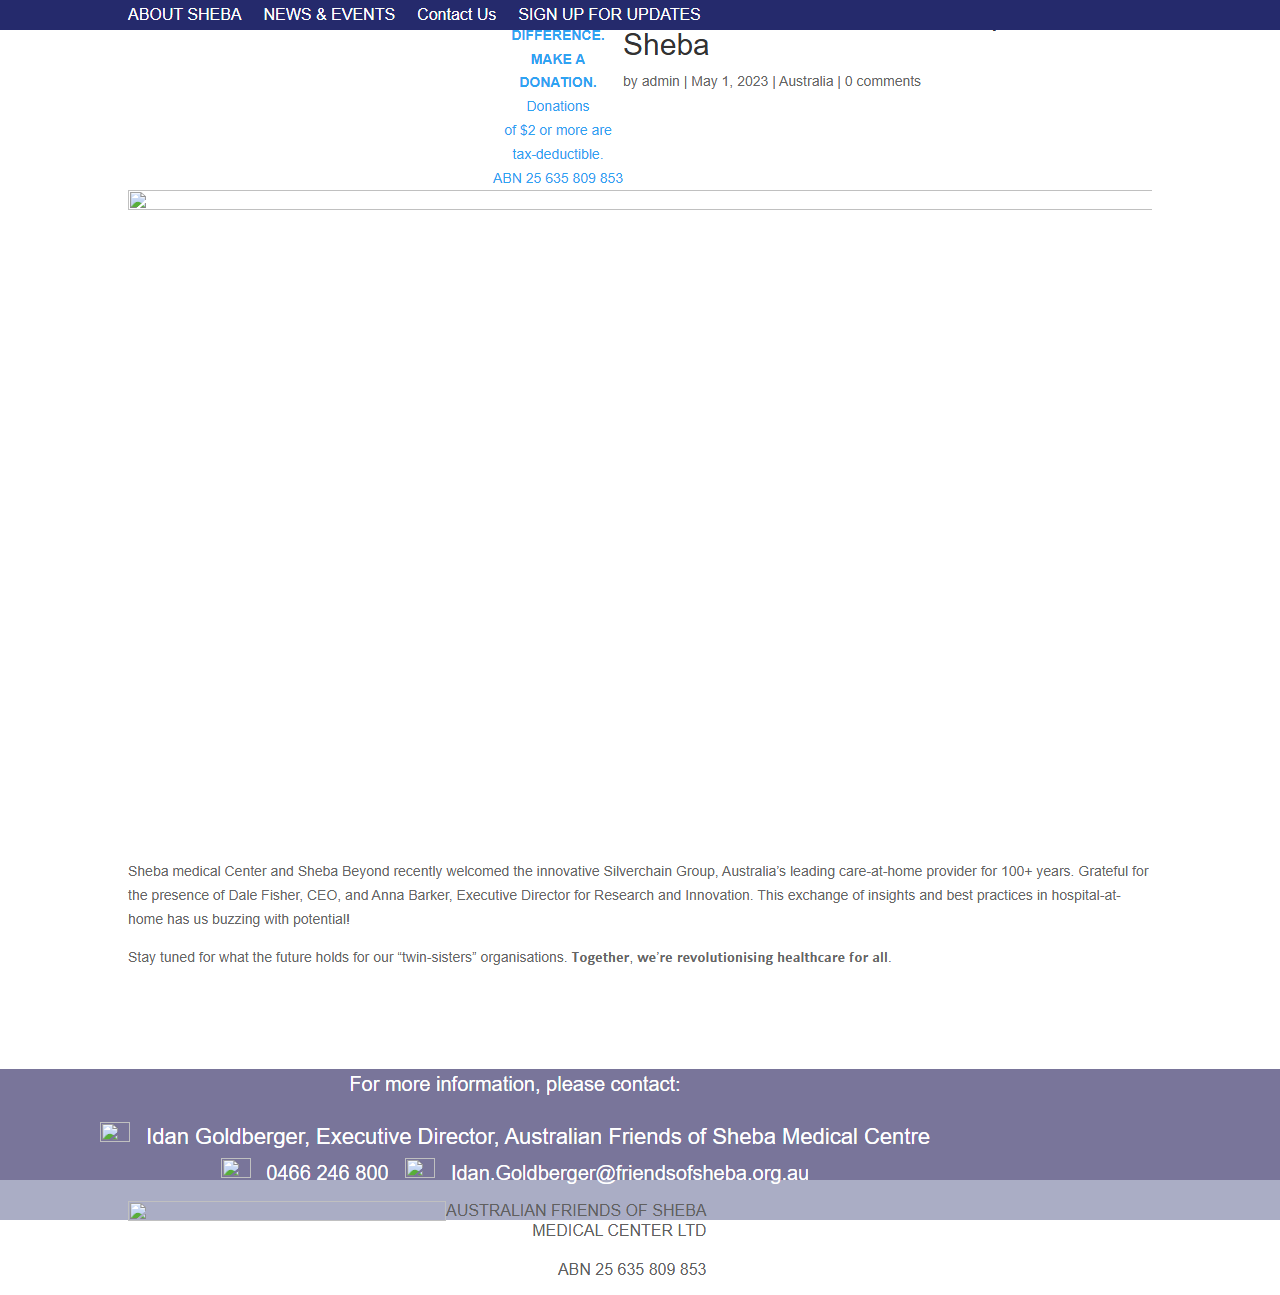 ABOUT SHEBA NEWS & EVENTS Contact Us SIGN UP FOR UPDATES
DIFFERENCE.
MAKE A
DONATION.
Donations
of $2 or more are
tax-deductible.
ABN 25 635 809 853
Sheba
by admin | May 1, 2023 | Australia | 0 comments
Sheba medical Center and Sheba Beyond recently welcomed the innovative Silverchain Group, Australia’s leading care-at-home provider for 100+ years. Grateful for
the presence of Dale Fisher, CEO, and Anna Barker, Executive Director for Research and Innovation. This exchange of insights and best practices in hospital-at-
home has us buzzing with potential!
Stay tuned for what the future holds for our “twin-sisters” organisations. Together, we’re revolutionising healthcare for all.
For more information, please contact:
Idan Goldberger, Executive Director, Australian Friends of Sheba Medical Centre
0466 246 800 Idan.Goldberger@friendsofsheba.org.au
AUSTRALIAN FRIENDS OF SHEBA
MEDICAL CENTER LTD
ABN 25 635 809 853